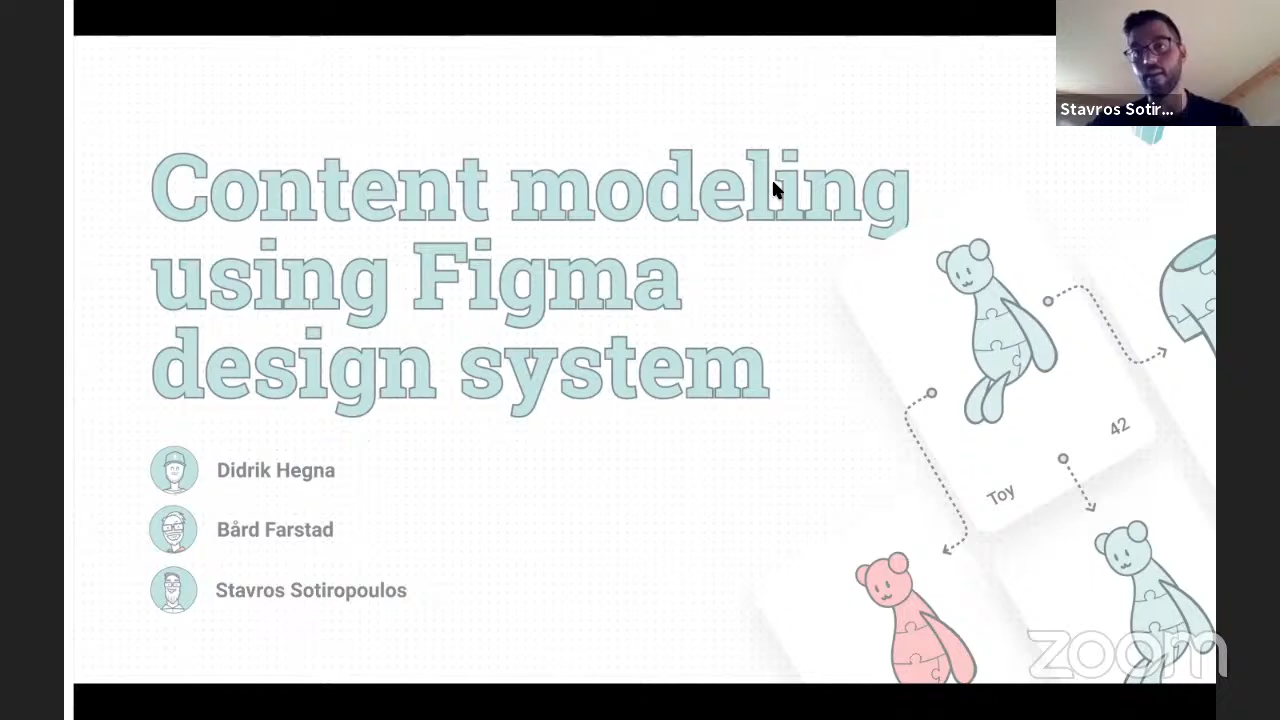 Stavros Sotir...
Content modeling
using Figma
design system
Didrik Hegna
Bård Farstad
Stavros Sotiropoulos
42
Toy
zoom